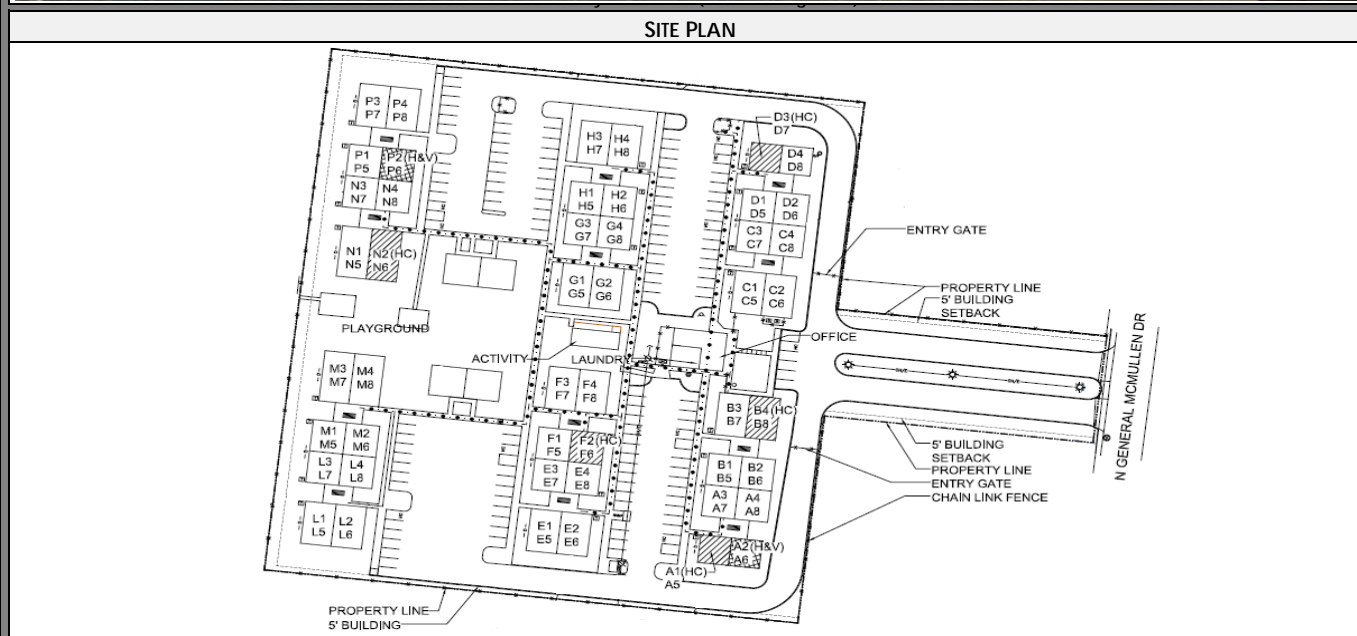 SITE PLAN
P3 P4
P7 P8
P1 P2(H&V)
P5 P6
N3 N4
N7 N8
N1 N2(HC)
N5 N6
H3 H4
H7 H8
H1 H2
H5 H6
G3 G4
G7 G8
G1 G2
G5 G6
D3(HC)
D7
D4
D8
D1 D2
D5 D6
C3 C4
C7 C8
C1 C2
C5 C6
ENTRY GATE
PROPERTY LINE
5' BUILDING
SETBACK
OFFICE
PLAYGROUND
ACTIVITY
LAUNDRY
N GENERAL MCMULLEN DR
M3 M4
M7 M8
M1 M2
M5 M6
L3 L4
L7 L8
L1 L2
L5 L6
F3 F4
F7 F8
F1 F2(HC)
F5 F6
E3 E4
E7 E8
E1 E2
E5 E6
B3 B4(HC)
B7 B8
B1 B2
B5 B6
A3 A4
A7 A8
A2(H&V)
A6
A1(HC)
A5
5' BUILDING
SETBACK
PROPERTY LINE
ENTRY GATE
CHAIN LINK FENCE
PROPERTY LINE
5' BUILDING